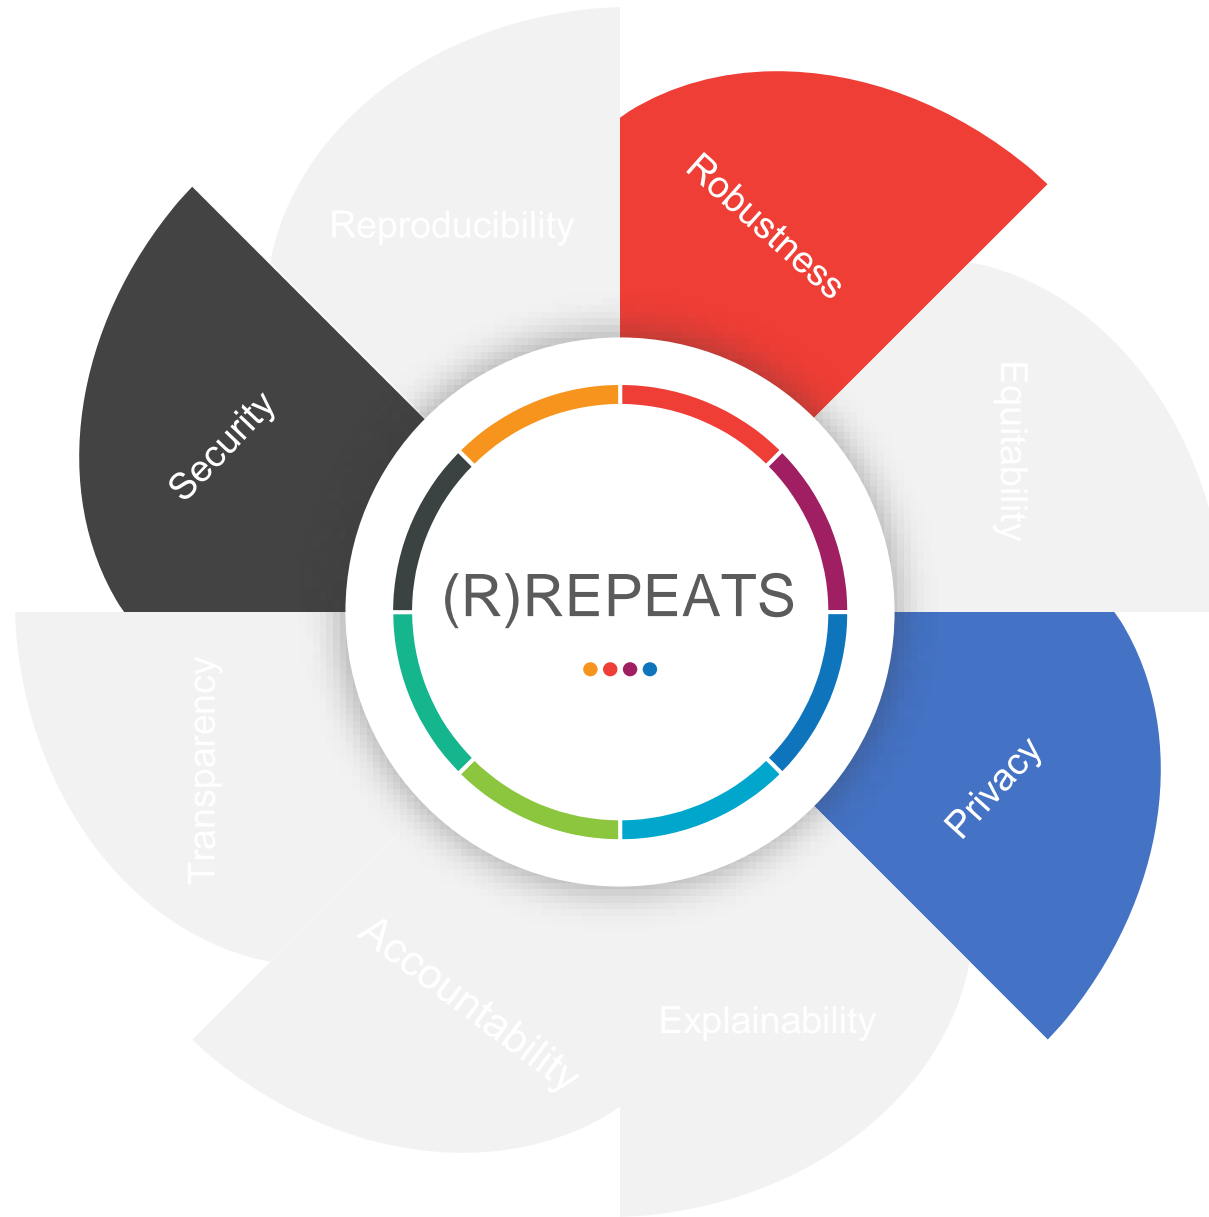 Reproducibility
Robustness
Equitability
Privacy
Explainability
Accountability
Transparency
Security
(R)REPEATS